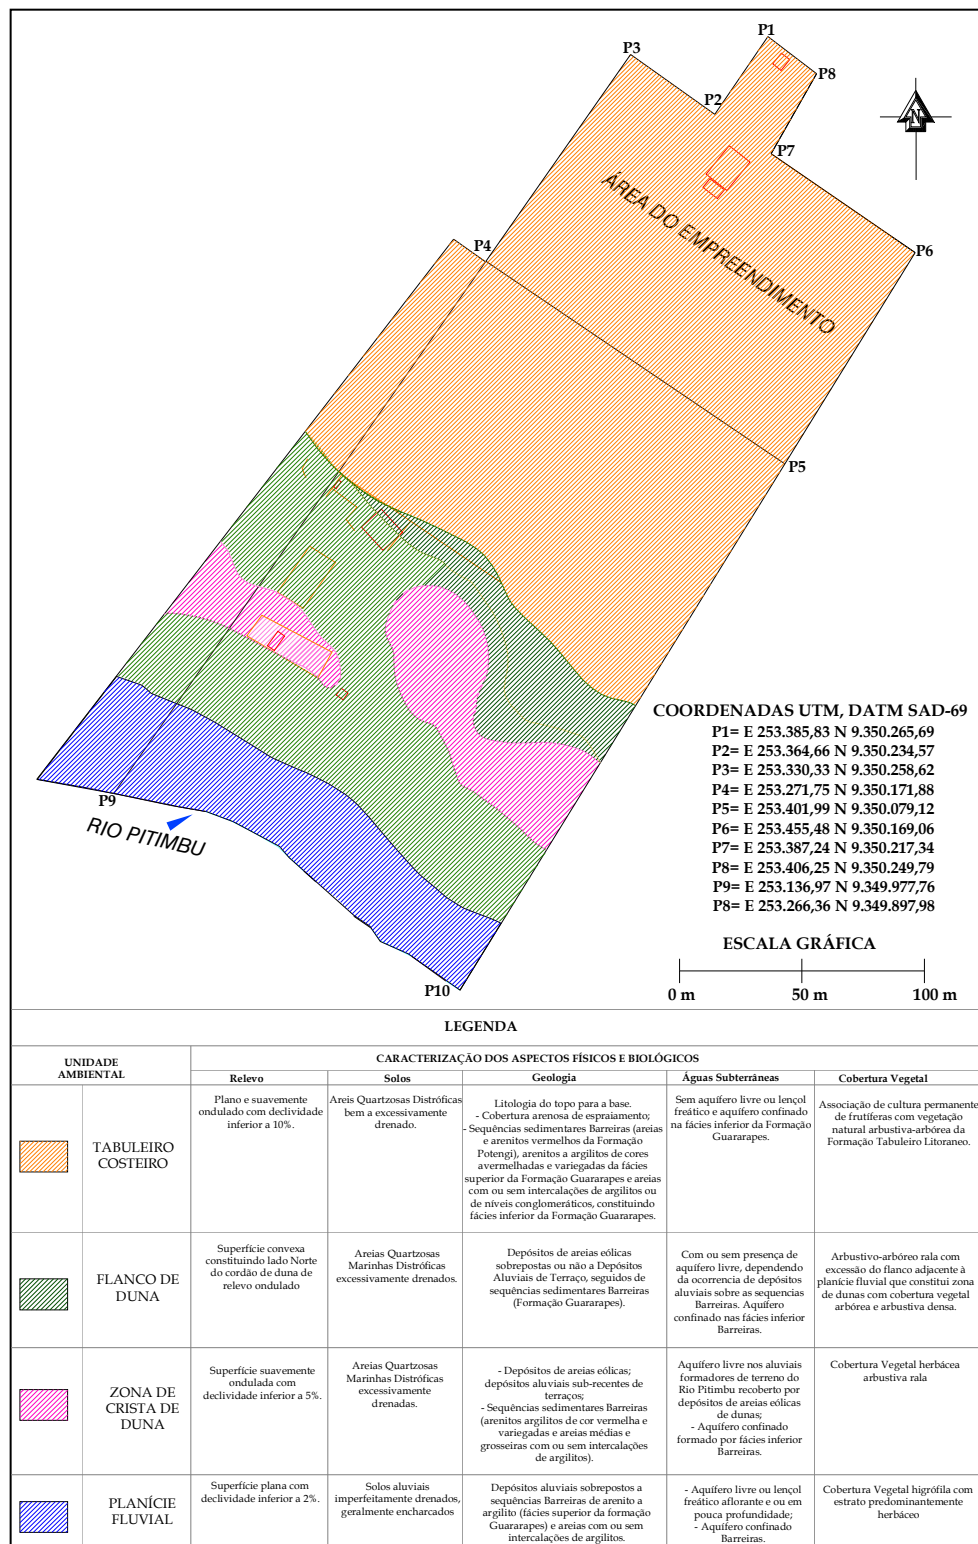 P1
P3
P8
P2
N
P7
ÁREA DO EMPREENDIMENTO
P4
P6
P5
COORDENADAS UTM, DATM SAD-69
P1= E 253.385,83 N 9.350.265,69
P2= E 253.364,66 N 9.350.234,57
P3= E 253.330,33 N 9.350.258,62
P4= E 253.271,75 N 9.350.171,88
P5= E 253.401,99 N 9.350.079,12
P6= E 253.455,48 N 9.350.169,06
P7= E 253.387,24 N 9.350.217,34
P8= E 253.406,25 N 9.350.249,79
P9= E 253.136,97 N 9.349.977,76
P8= E 253.266,36 N 9.349.897,98
P9
RIO PITIMBU
P10
ESCALA GRÁFICA
0 m 50 m 100 m
LEGENDA
UNIDADE
AMBIENTAL
CARACTERIZAÇÃO DOS ASPECTOS FÍSICOS E BIOLÓGICOS
Relevo Solos Geologia Águas Subterrâneas Cobertura Vegetal
TABULEIRO
COSTEIRO
Plano e suavemente
ondulado com declividade
inferior a 10%.
Areis Quartzosas Distróficas
bem a excessivamente
drenado.
Litologia do topo para a base.
- Cobertura arenosa de espraiamento;
- Sequências sedimentares Barreiras (areias
e arenitos vermelhos da Formação
Potengi), arenitos a argilitos de cores
avermelhadas e variegadas da fácies
superior da Formação Guararapes e areias
com ou sem intercalações de argilitos ou
de níveis conglomeráticos, constituindo
fácies inferior da Formação Guararapes.
Sem aquífero livre ou lençol
freático e aquífero confinado
na fácies inferior da Formação
Guararapes.
Associação de cultura permanente
de frutíferas com vegetação
natural arbustiva-arbórea da
Formação Tabuleiro Litoraneo.
FLANCO DE
DUNA
Superfície convexa
constituindo lado Norte
do cordão de duna de
relevo ondulado
Areias Quartzosas
Marinhas Distróficas
excessivamente drenados.
Depósitos de areias eólicas
sobrepostas ou não a Depósitos
Aluviais de Terraço, seguidos de
sequências sedimentares Barreiras
(Formação Guararapes).
Com ou sem presença de
aquífero livre, dependendo
da ocorrencia de depósitos
aluviais sobre as sequencias
Barreiras. Aquífero
confinado nas fácies inferior
Barreiras.
Arbustivo-arbóreo rala com
excessão do flanco adjacente à
planície fluvial que constitui zona
de dunas com cobertura vegetal
arbórea e arbustiva densa.
ZONA DE
CRISTA DE
DUNA
Superfície suavemente
ondulada com
declividade inferior a 5%.
Areias Quartzosas
Marinhas Distróficas
excessivamente
drenadas.
- Depósitos de areias eólicas;
depósitos aluviais sub-recentes de
terraços;
- Sequências sedimentares Barreiras
(arenitos argilitos de cor vermelha e
variegadas e areias médias e
grosseiras com ou sem intercalações
de argilitos).
Aquífero livre nos aluviais
formadores de terreno do
Rio Pitimbu recoberto por
depósitos de areias eólicas
de dunas;
- Aquífero confinado
formado por fácies inferior
Barreiras.
Cobertura Vegetal herbácea
arbustiva rala
PLANÍCIE
FLUVIAL
Superfície plana com
declividade inferior a 2%.
Solos aluviais
imperfeitamente drenados,
geralmente encharcados
Depósitos aluviais sobrepostos a
sequências Barreiras de arenito a
argilito (fácies superior da formação
Guararapes) e areias com ou sem
intercalações de argilitos.
- Aquífero livre ou lençol
freático aflorante e ou em
pouca profundidade;
- Aquífero confinado
Barreiras.
Cobertura Vegetal higrófila com
estrato predominantemente
herbáceo